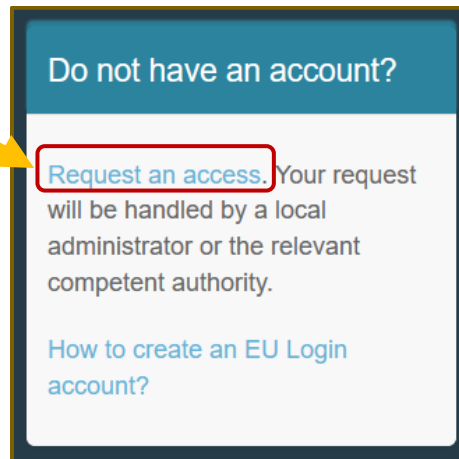 Do not have an account?
Request an access. Your request
will be handled by a local
administrator or the relevant
competent authority.
How to create an EU Login
account?